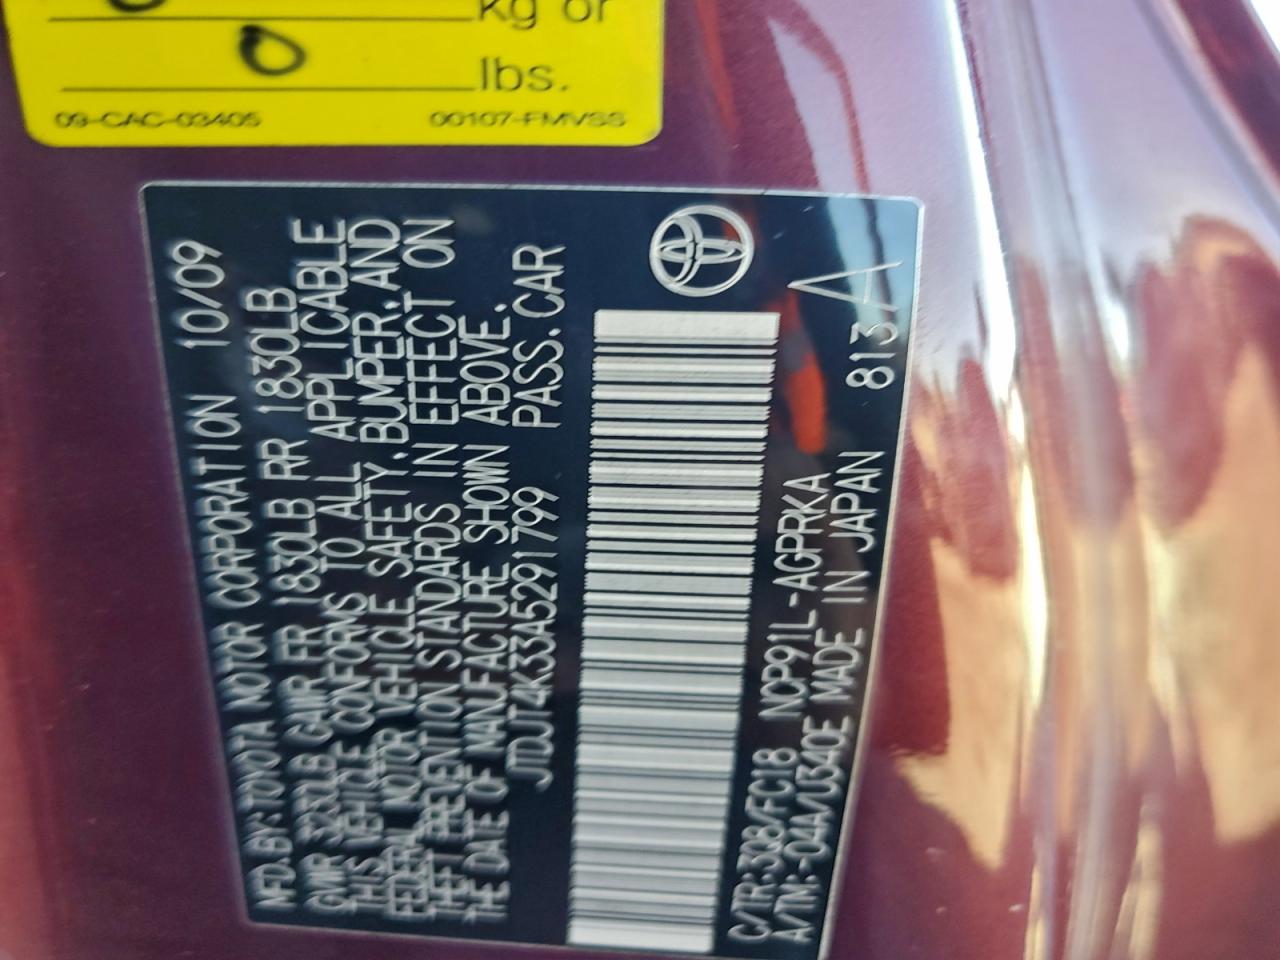 kg or
0 lbs.
09-CAC-03405 00107-FMVSS
MFD.BY:TOYOTA MOTOR CORPORATION 10/09
GVWR 3230LB GAWR FR 1830LB RR 1830LB
THIS VEHICLE CONFORMS TO ALL APPLICABLE
FEDERAL MOTOR VEHICLE SAFETY,BUMPER,AND
THEFT PREVENTION STANDARDS IN EFFECT ON
THE DATE OF MANUFACTURE SHOWN ABOVE.
JTDJT4K33A5291799 PASS.CAR
C/TR:3Q8/FC18 NCP91L-AGPRKA
A/TM:-04A/U340E MADE IN JAPAN 813A